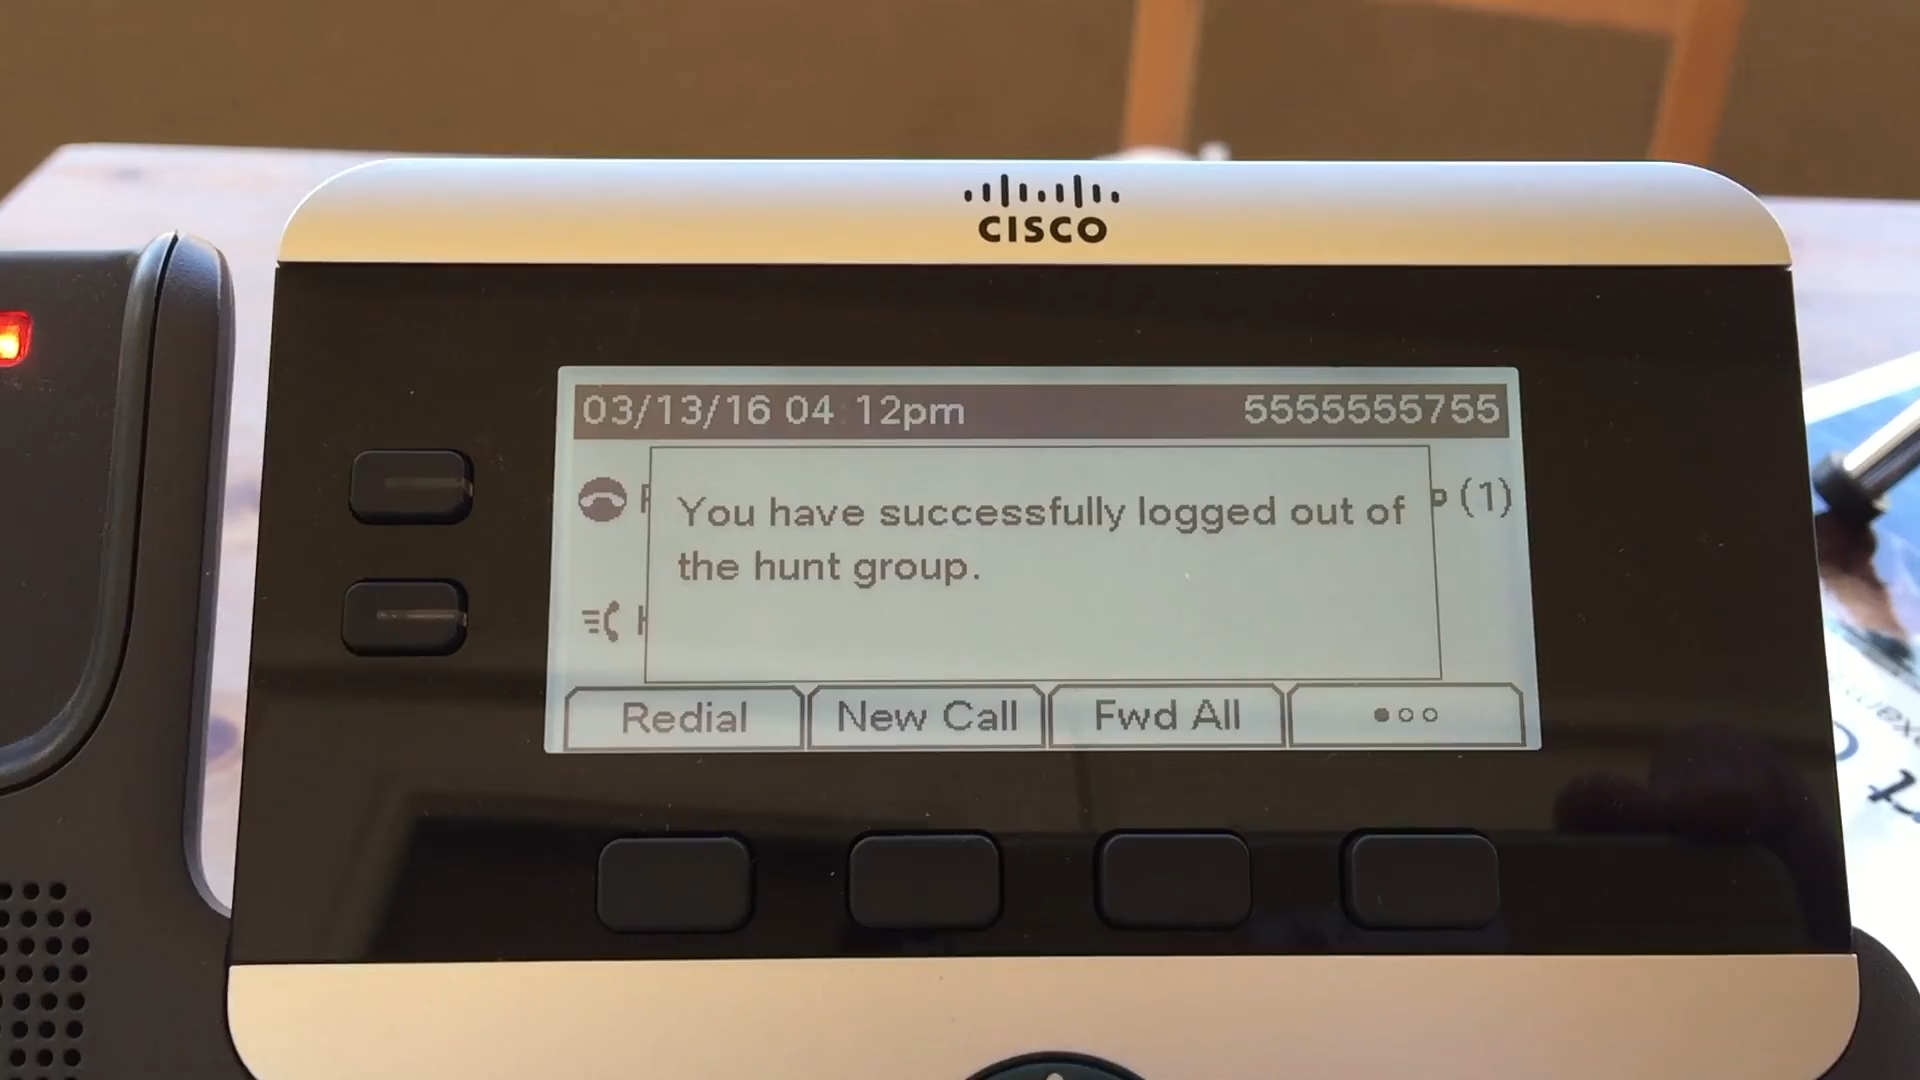 CISCO
03/13/16 04:12pm 5555555755
(1)
You have successfully logged out of
the hunt group.
Redial New Call Fwd All